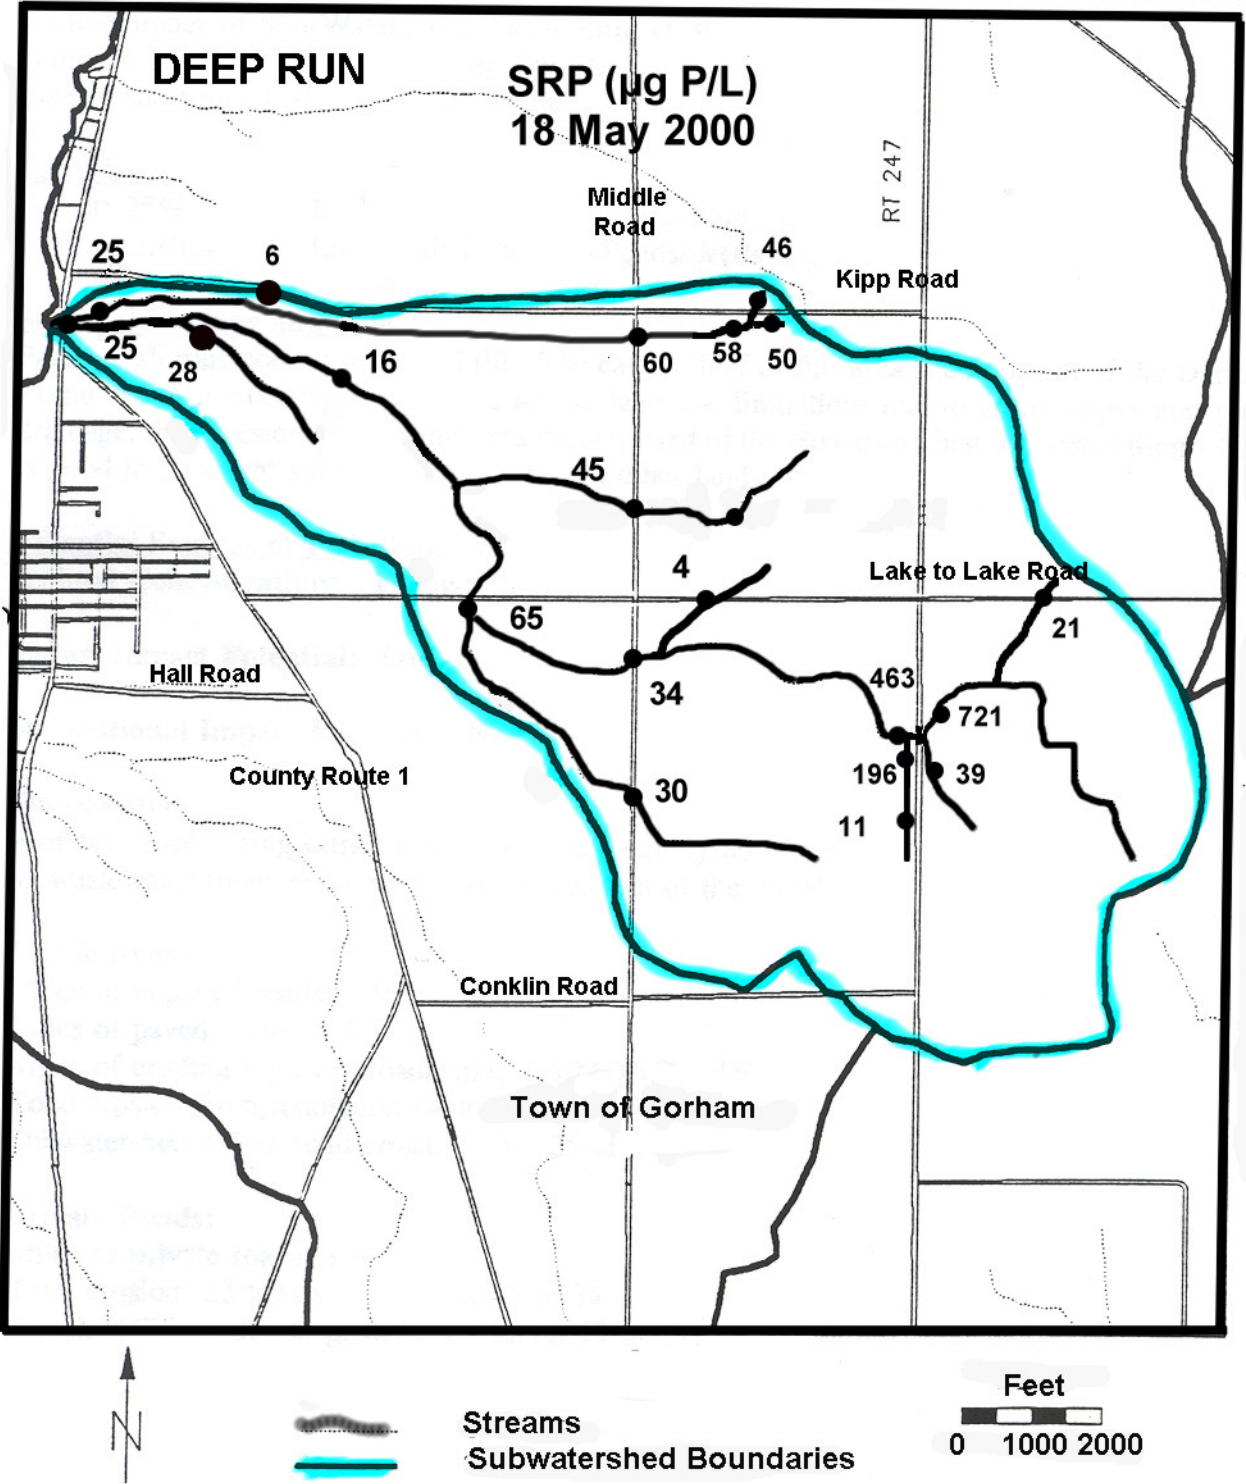 DEEP RUN
SRP (µg P/L)
18 May 2000
RT 247
Middle
Road
25
6
46
Kipp Road
25
28
16
60
58
50
45
4
Lake to Lake Road
65
21
Hall Road
34
463
721
County Route 1
196
39
30
11
Conklin Road
Town of Gorham
Feet
N
Streams
0 1000 2000
Subwatershed Boundaries